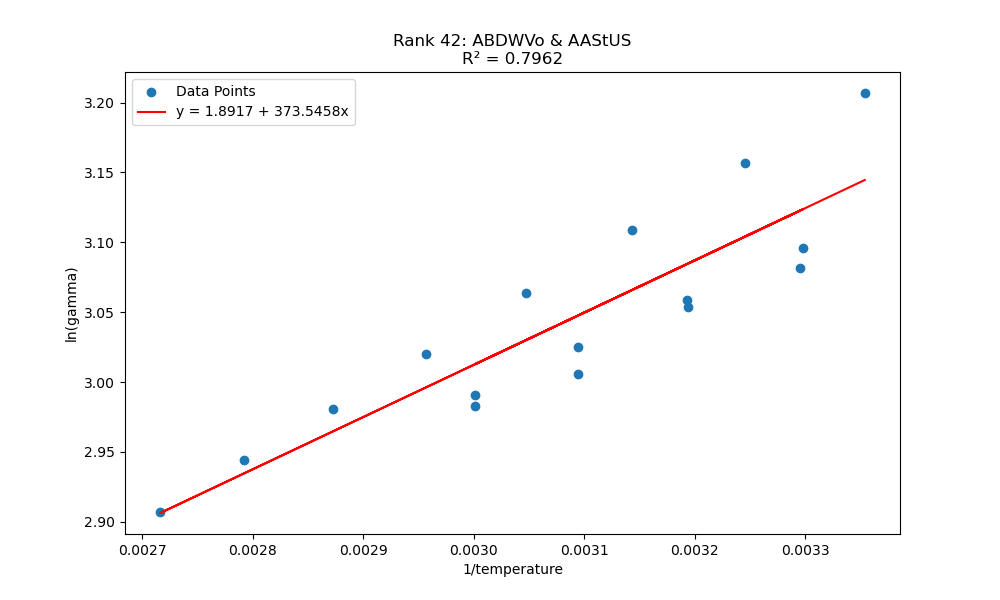 Rank 42: ABDWVo & AAStUS
R² = 0.7962
Data Points
y = 1.8917 + 373.5458x
3.20
3.15
3.10
3.05
3.00
2.95
2.90
ln(gamma)
0.0027 0.0028 0.0029 0.0030 0.0031 0.0032 0.0033
1/temperature